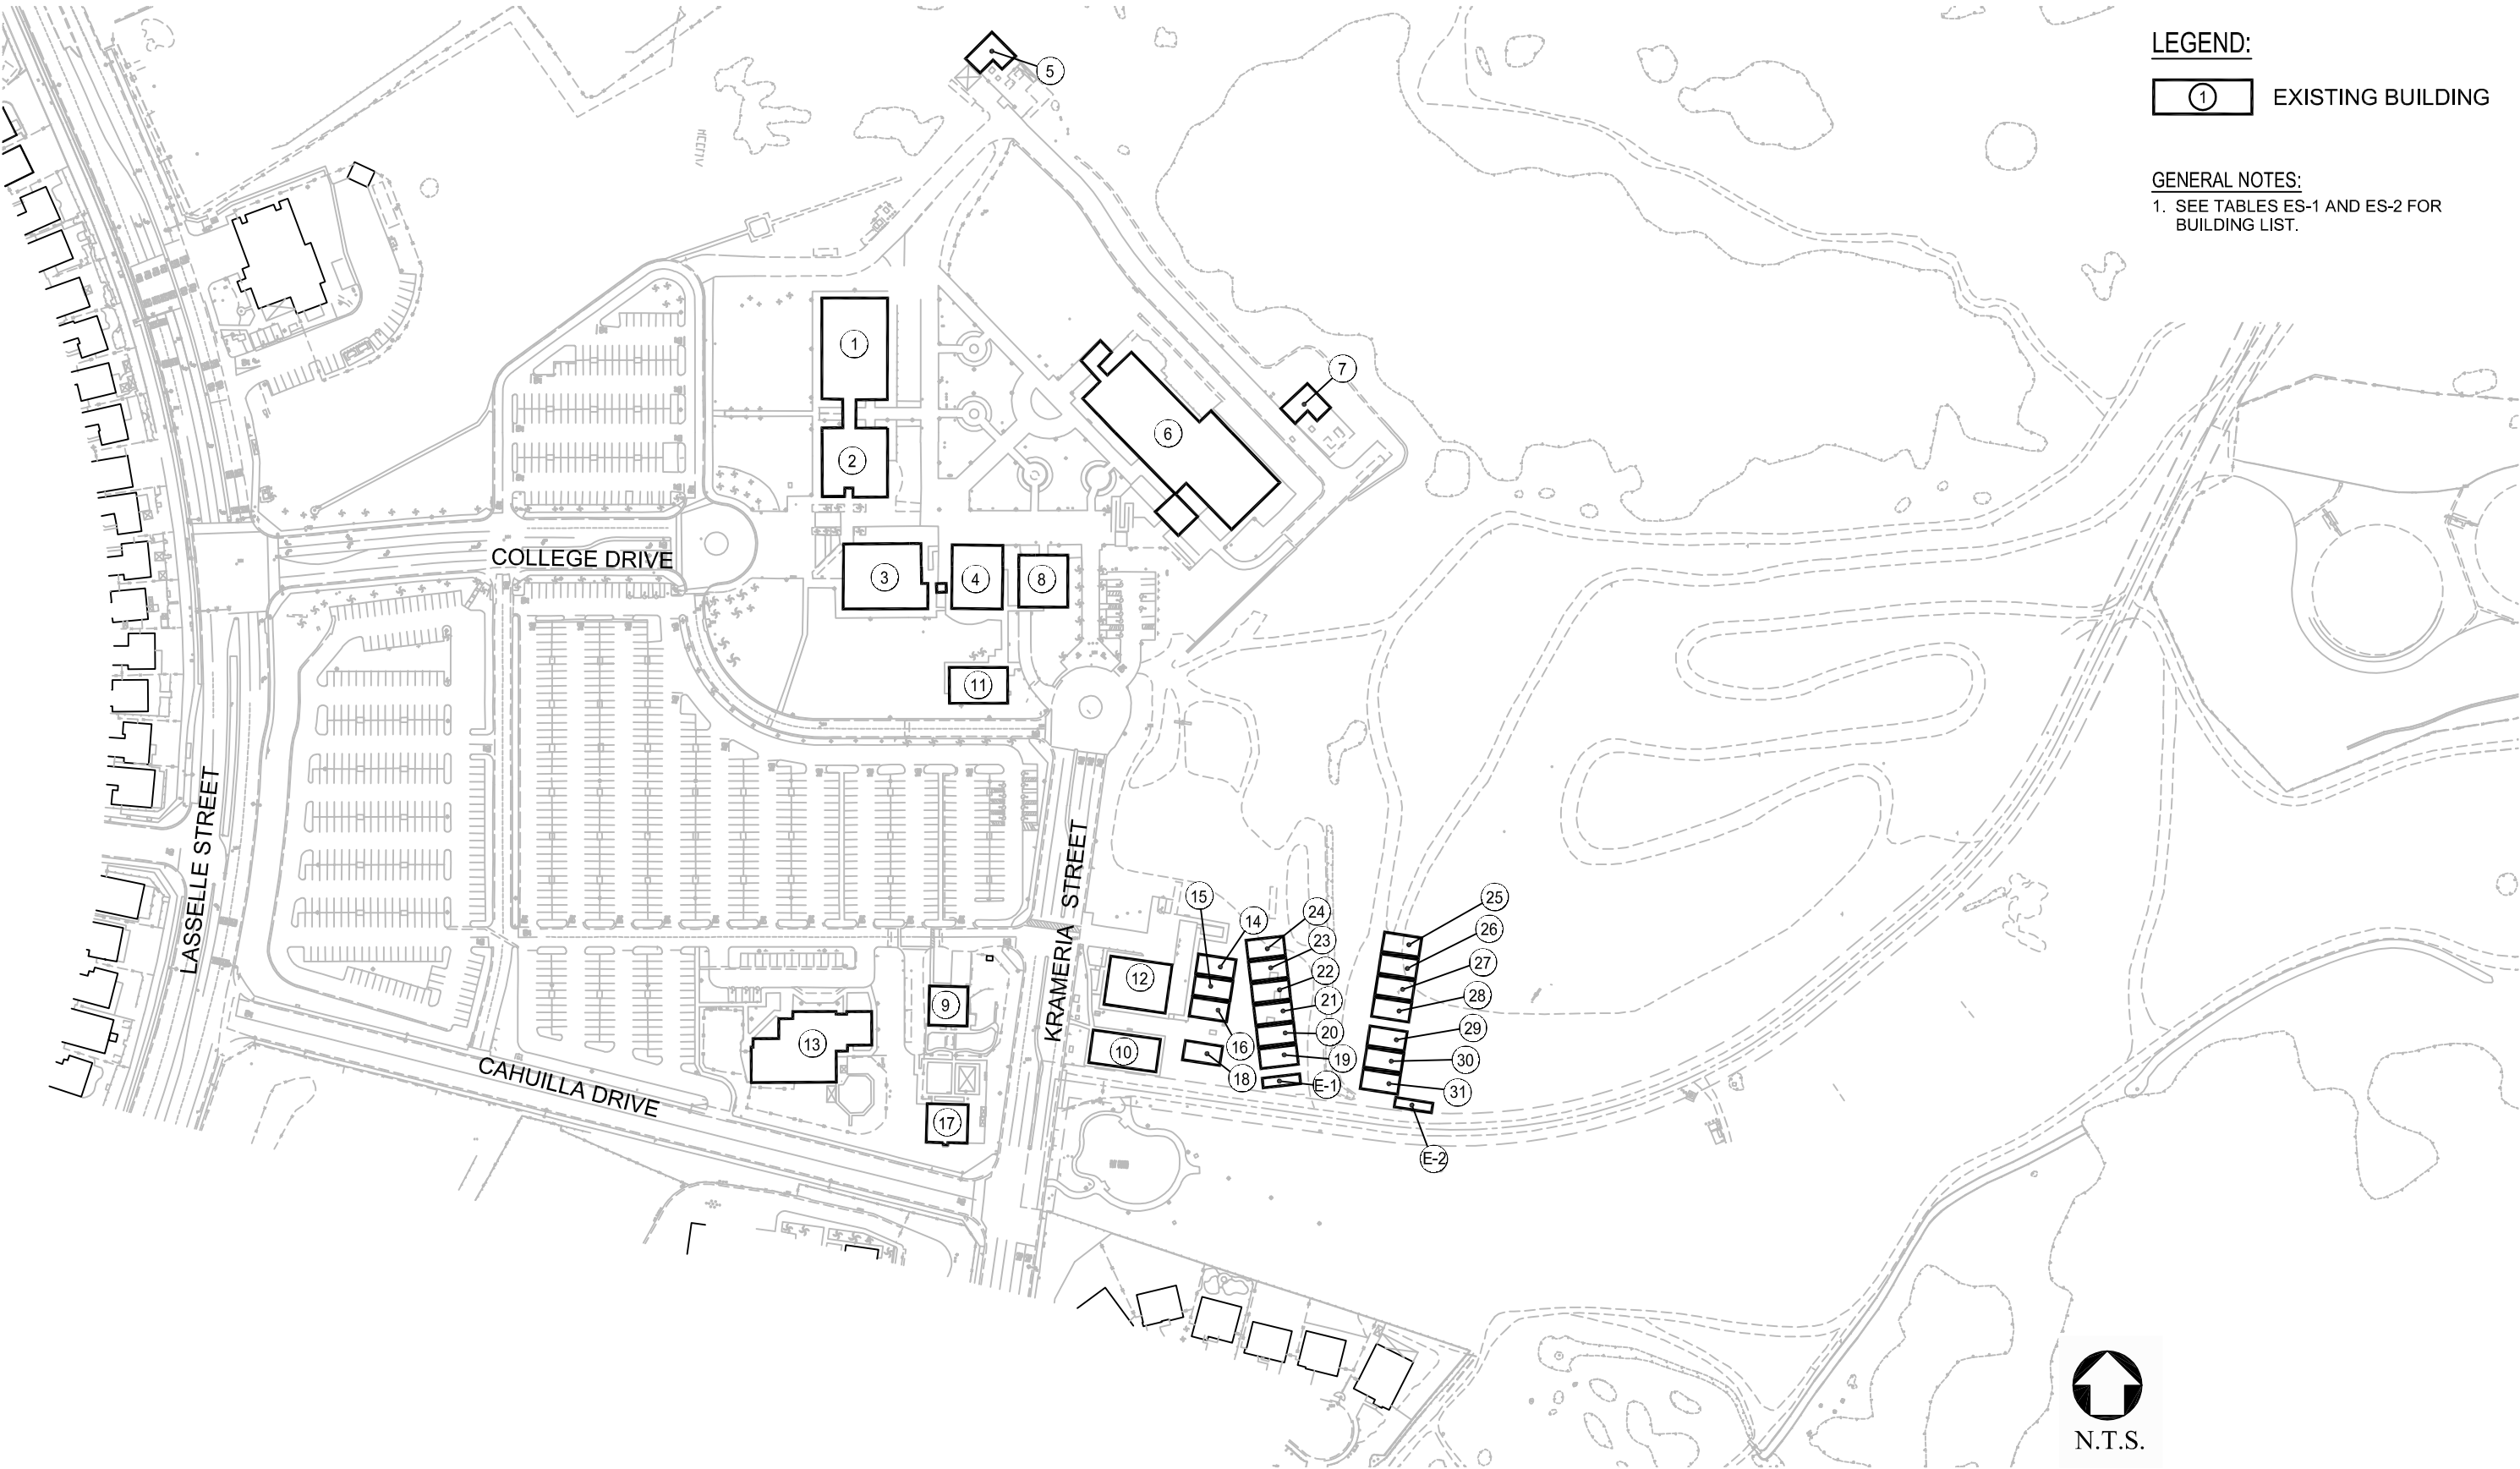 LEGEND:
1
EXISTING BUILDING
GENERAL NOTES:
1. SEE TABLES ES-1 AND ES-2 FOR
BUILDING LIST.
5
1
7
6
2
COLLEGE DRIVE
3
4
8
11
LASSELLE STREET
KRAMERIA STREET
15
14
24
23
22
21
20
19
16
18
E-1
12
10
9
13
17
CAHUILLA DRIVE
25
26
27
28
29
30
31
E-2
N.T.S.